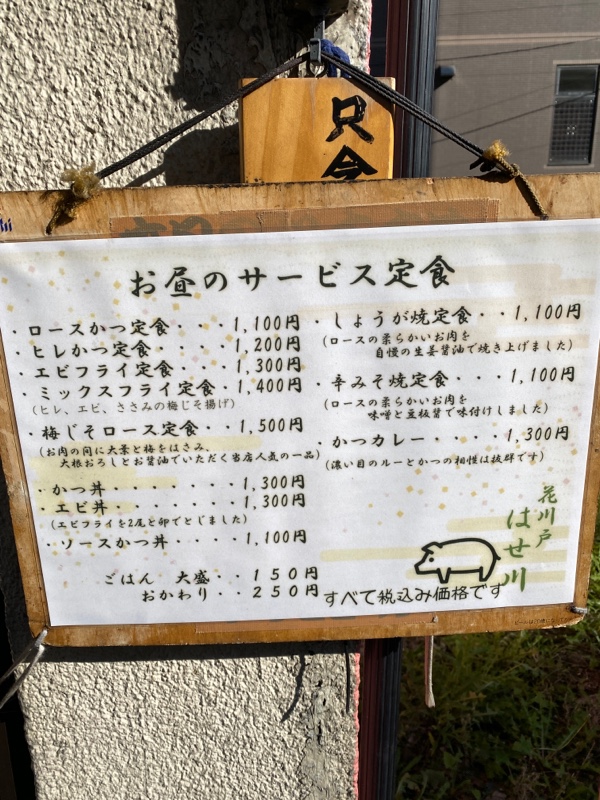 只今
お昼のサービス定食
・ロースかつ定食・・・1,100円
・ヒレかつ定食・・・・1,200円
・エビフライ定食・・・1,300円
・ミックスフライ定食・1,400円
(ヒレ、エビ、ささみの梅じそ揚げ)
・梅じそロース定食・・1,500円
(お肉の間に大葉と梅をはさみ、
大根おろしとお醤油でいただく当店人気の一品)
・かつ丼・・・・・・・1,300円
・エビ丼・・・・・・・1,300円
(エビフライを2尾と卵でとじました)
・ソースかつ丼・・・・1,100円
ごはん 大盛・・150円
おかわり・・250円
・しょうが焼定食・・1,100円
(ロースの柔らかいお肉を
自慢の生姜醤油で焼き上げました)
・辛みそ焼定食・・・1,100円
(ロースの柔らかいお肉を
味噌と豆板醤で味付けしました)
・かつカレー・・・・1,300円
(濃い目のルーとかつの相性は抜群です)
花川戸
はせ川
すべて税込み価格です